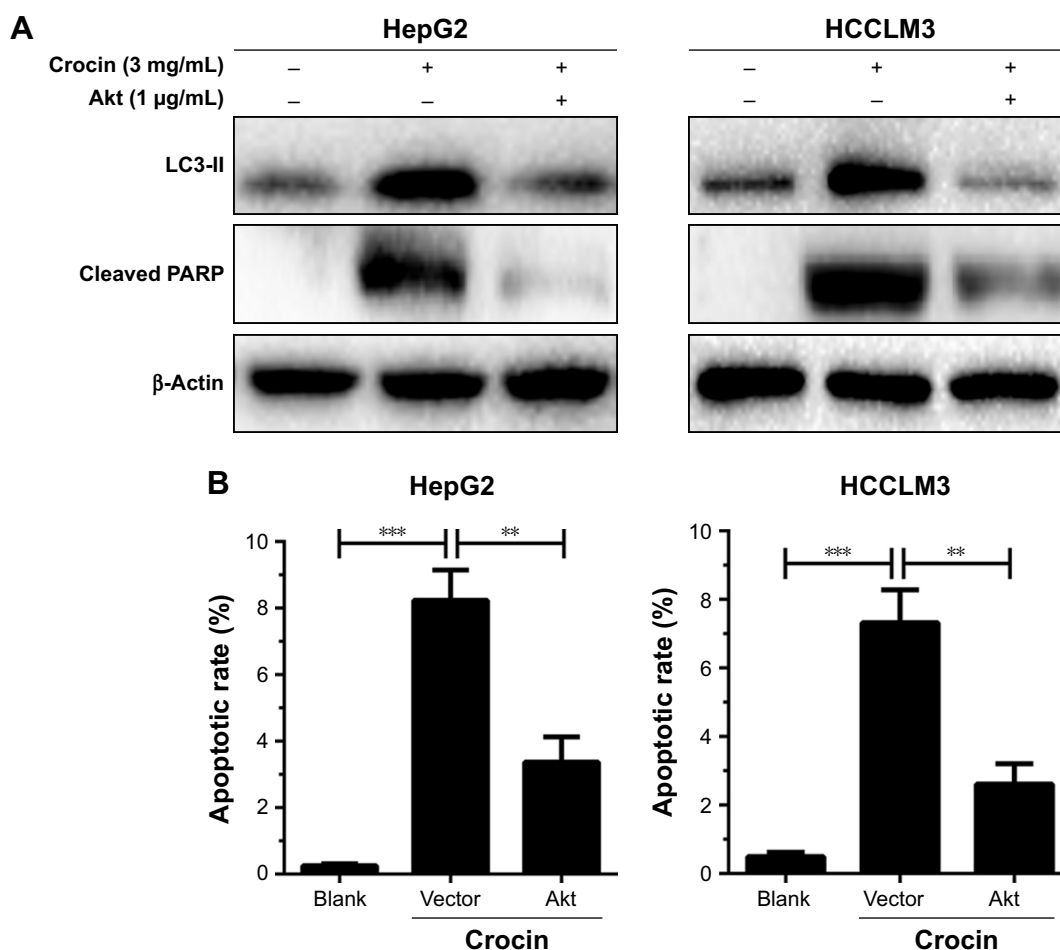 A
HepG2 HCCLM3
Crocin (3 mg/mL) – + + – + +
Akt (1 µg/mL) – – + – – +
LC3-II
Cleaved PARP
β-Actin
B
HepG2 HCCLM3
*** ** *** **
Apoptotic rate (%)
10
8
6
4
2
0
Blank Vector Akt
Crocin
Apoptotic rate (%)
10
8
6
4
2
0
Blank Vector Akt
Crocin